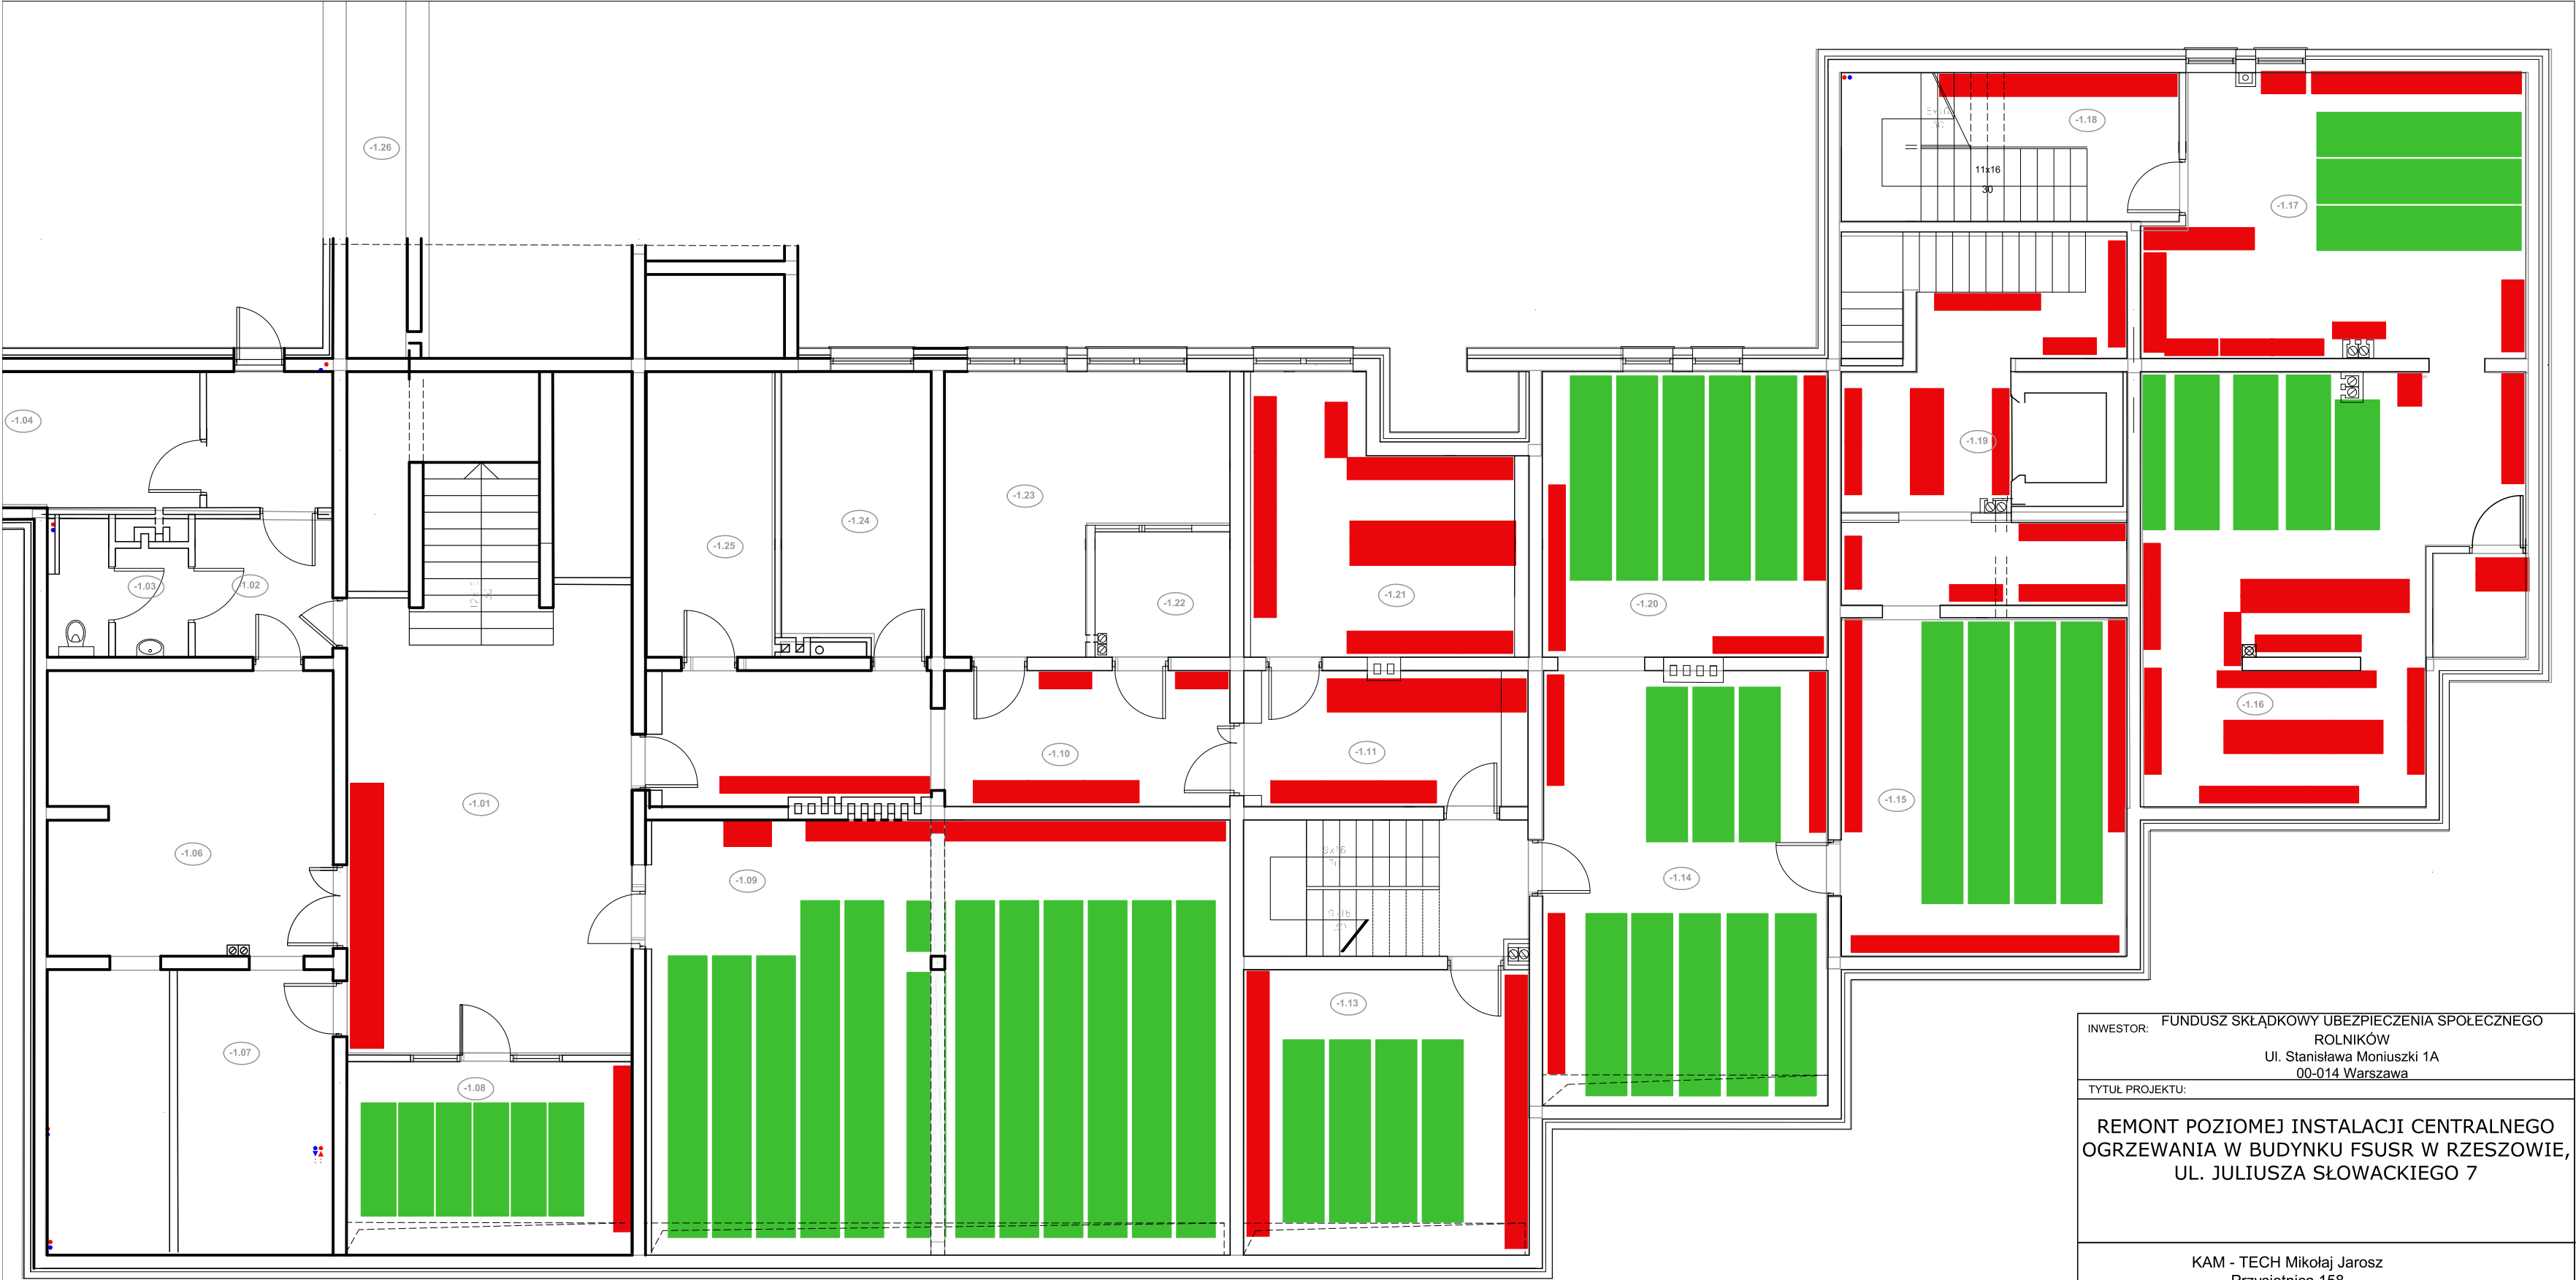 -1.26
-1.18
11x16
30
-1.17
-1.04
-1.19
-1.23
-1.24
-1.25
-1.03
-1.02
-1.21
-1.22
-1.20
-1.16
-1.10
-1.11
-1.01
-1.15
-1.06
9x16
-1.09
-1.14
-1.13
-1.07
-1.08
INWESTOR: FUNDUSZ SKŁĄDKOWY UBEZPIECZENIA SPOŁECZNEGO
ROLNIKÓW
Ul. Stanisława Moniuszki 1A
00-014 Warszawa
TYTUŁ PROJEKTU:
REMONT POZIOMEJ INSTALACJI CENTRALNEGO
OGRZEWANIA W BUDYNKU FSUSR W RZESZOWIE,
UL. JULIUSZA SŁOWACKIEGO 7
KAM - TECH Mikołaj Jarosz
Przysietnica 158